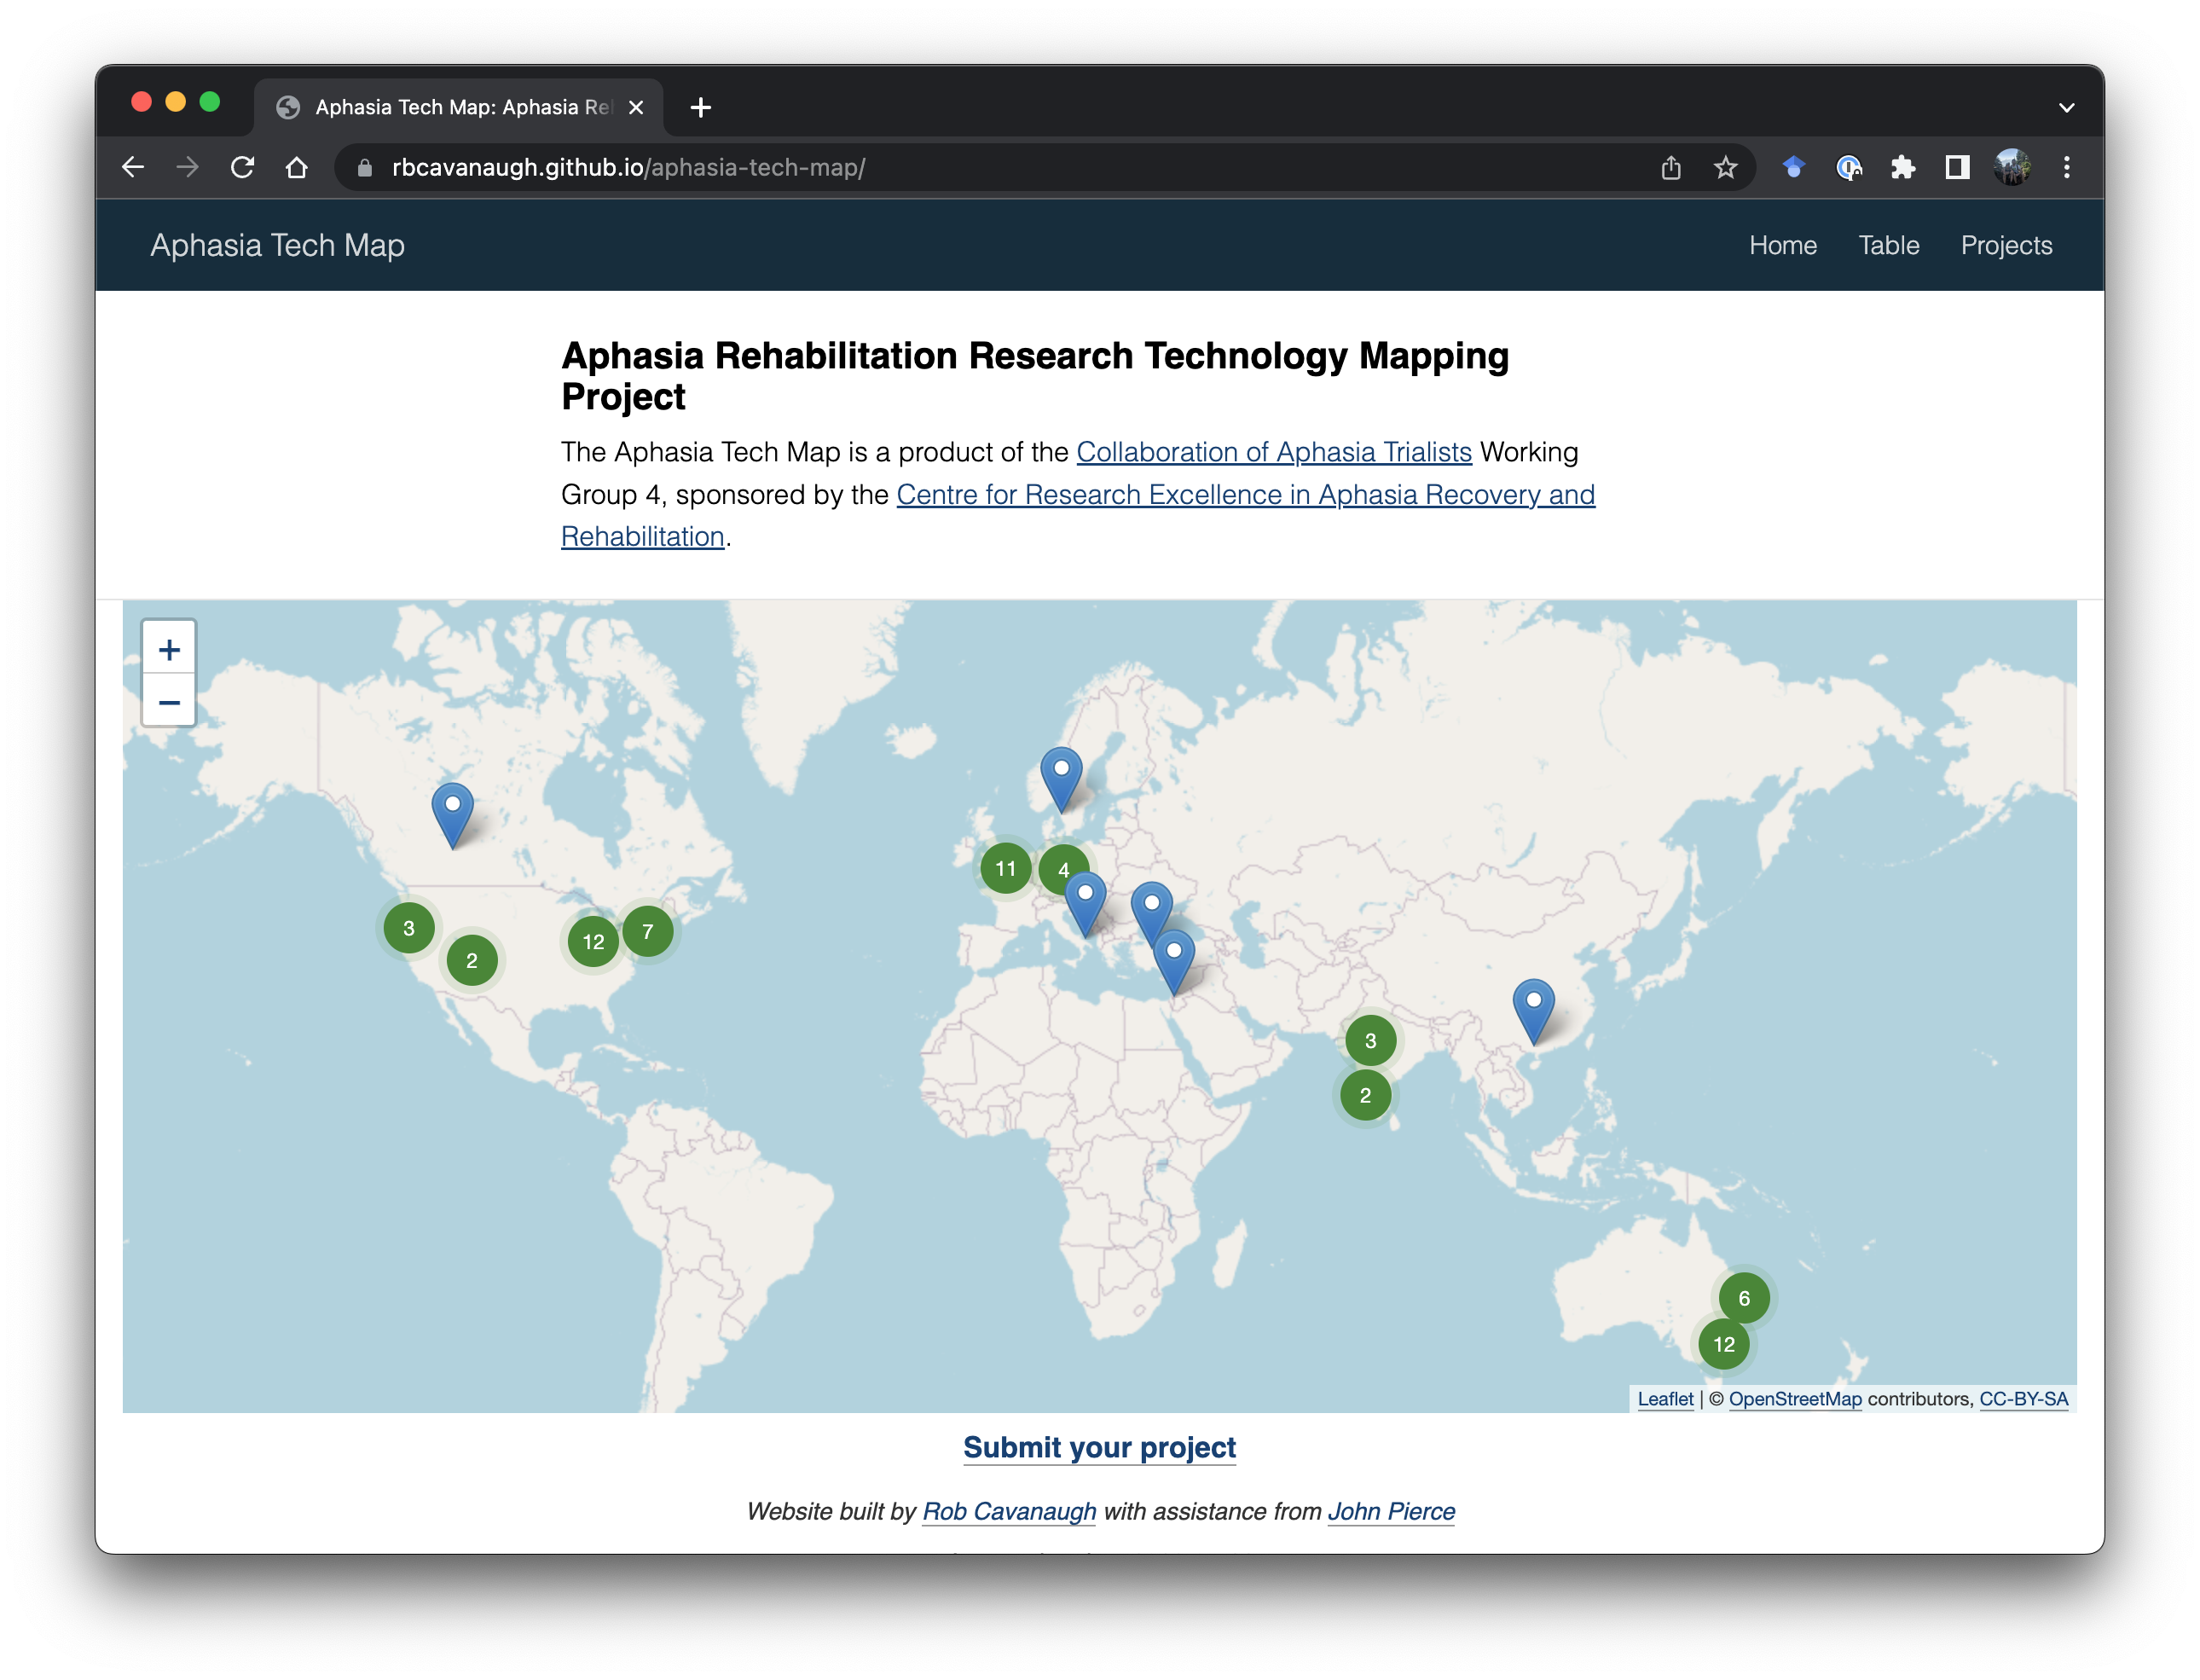 Aphasia Tech Map: Aphasia Re
rbcavanaugh.github.io/aphasia-tech-map/
Aphasia Tech Map
Home Table Projects
Aphasia Rehabilitation Research Technology Mapping
Project
The Aphasia Tech Map is a product of the Collaboration of Aphasia Trialists Working
Group 4, sponsored by the Centre for Research Excellence in Aphasia Recovery and
Rehabilitation.
+
−
11
4
3
2
12
7
3
2
6
12
Leaflet | © OpenStreetMap contributors, CC-BY-SA
Submit your project
Website built by Rob Cavanaugh with assistance from John Pierce